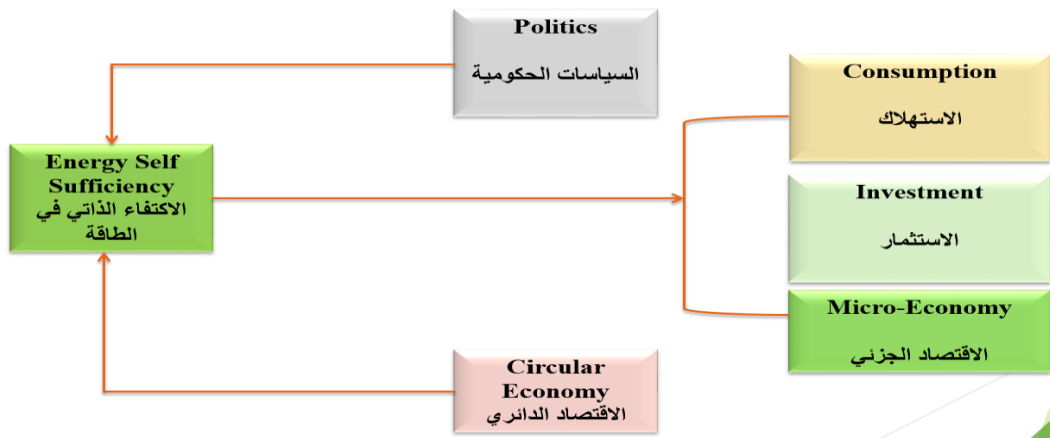 Politics
السياسات الحكومية
Consumption
الاستهلاك
Energy Self
Sufficiency
الاكتفاء الذاتي في
الطاقة
Investment
الاستثمار
Micro-Economy
الاقتصاد الجزئي
Circular
Economy
الاقتصاد الدائري